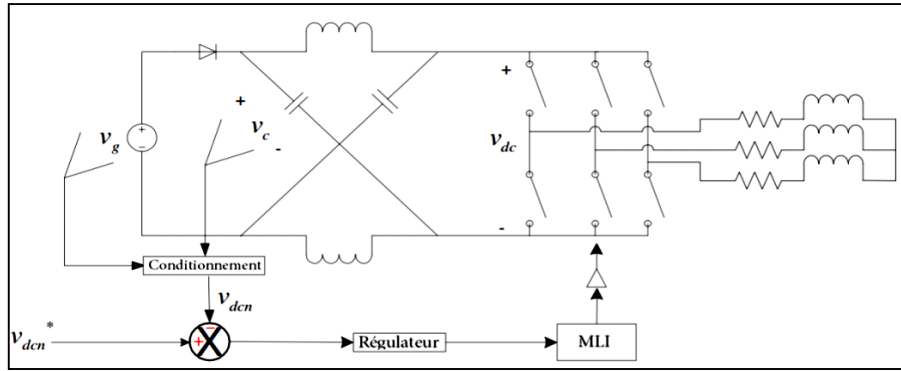 +
-
v_g
+
v_c
-
+
v_dc
-
Conditionnement
v_dcn
v_dcn*
+
-
Régulateur
MLI